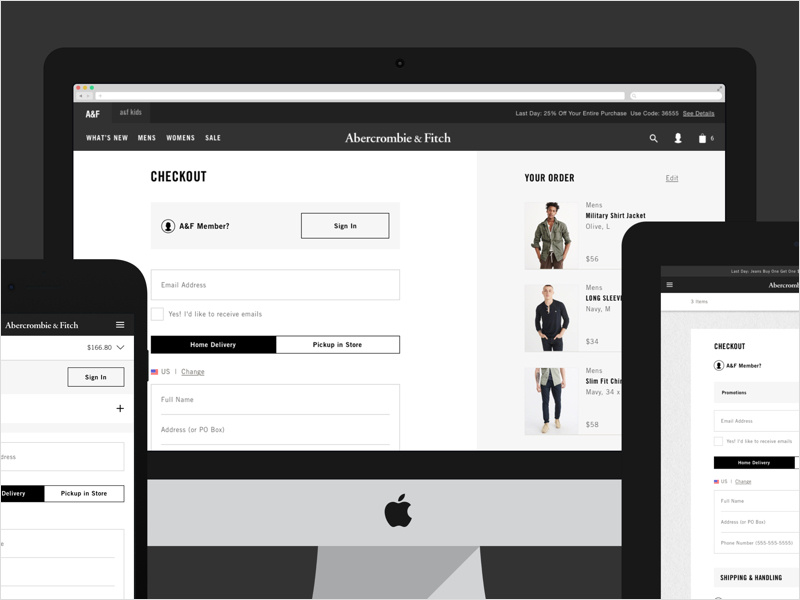 A&F
a&f kids
Last Day: 25% Off Your Entire Purchase Use Code: 36555 See Details
WHAT'S NEW MENS WOMENS SALE
Abercrombie & Fitch
6
CHECKOUT
A&F Member?
Sign In
Email Address
Yes! I'd like to receive emails
Home Delivery
Pickup in Store
US | Change
Full Name
Address (or PO Box)
YOUR ORDER
Edit
Mens
Military Shirt Jacket
Olive, L
$56
Mens
LONG SLEEV
Navy, M
$34
Mens
Slim Fit Chin
Navy, 34 x
$58
Abercrombie & Fitch
$166.80
Sign In
dress
Delivery
Pickup in Store
e
Last Day: Jeans Buy One Get One $
Abercromb
3 items
CHECKOUT
A&F Member?
Promotions
Email Address
Yes! I'd like to receive emails
Home Delivery
US | Change
Full Name
Address (or PO Box)
Phone Number (555-555-5555)
SHIPPING & HANDLING